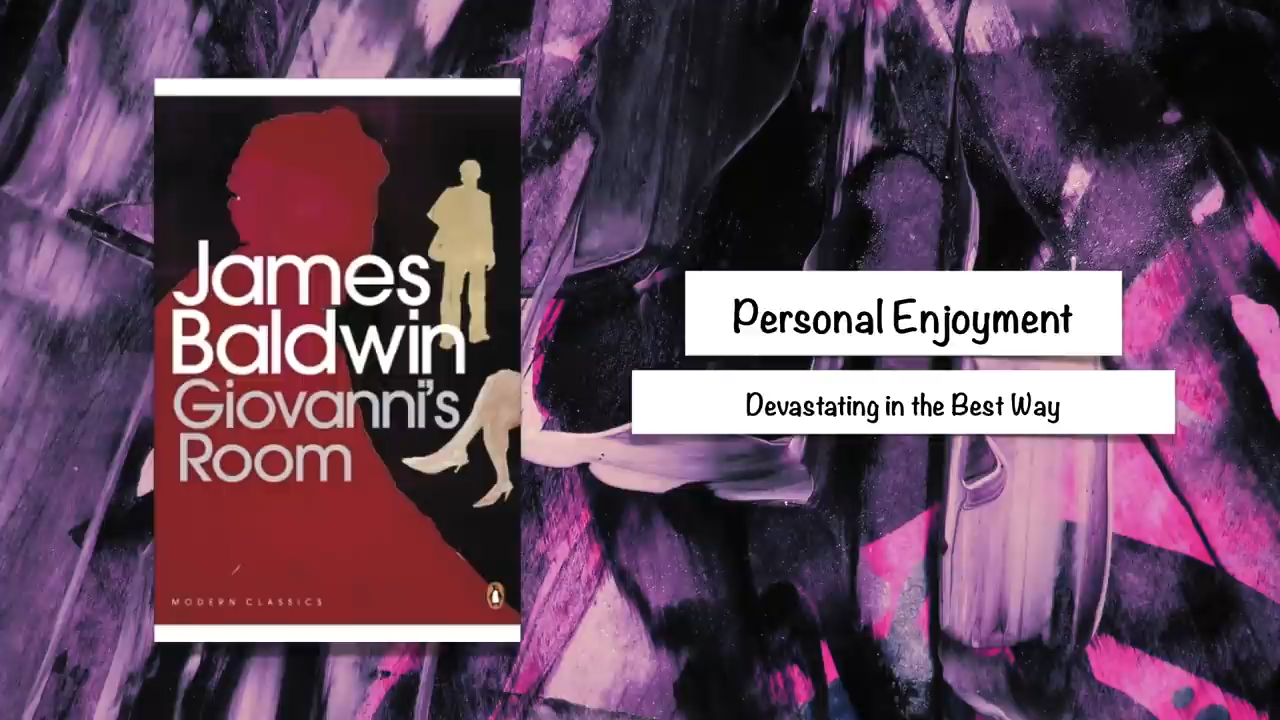 James
Baldwin
Giovanni's
Room
MODERN CLASSICS
Personal Enjoyment
Devastating in the Best Way